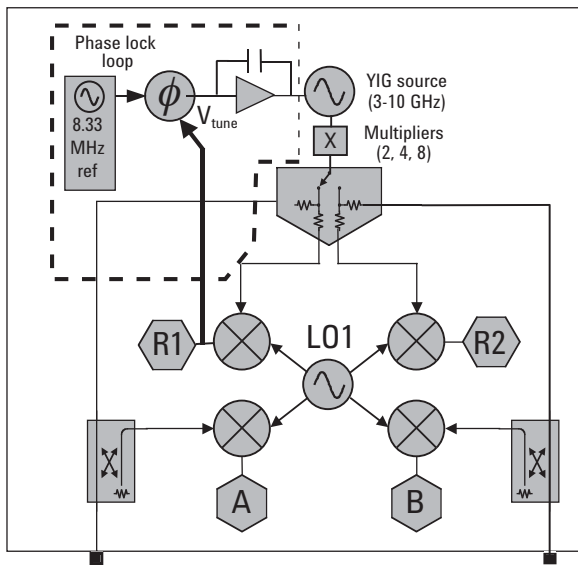 Phase lock
loop
8.33
MHz
ref
ϕ
Vtune
YIG source
(3-10 GHz)
X
Multipliers
(2, 4, 8)
R1
LO1
R2
A
B